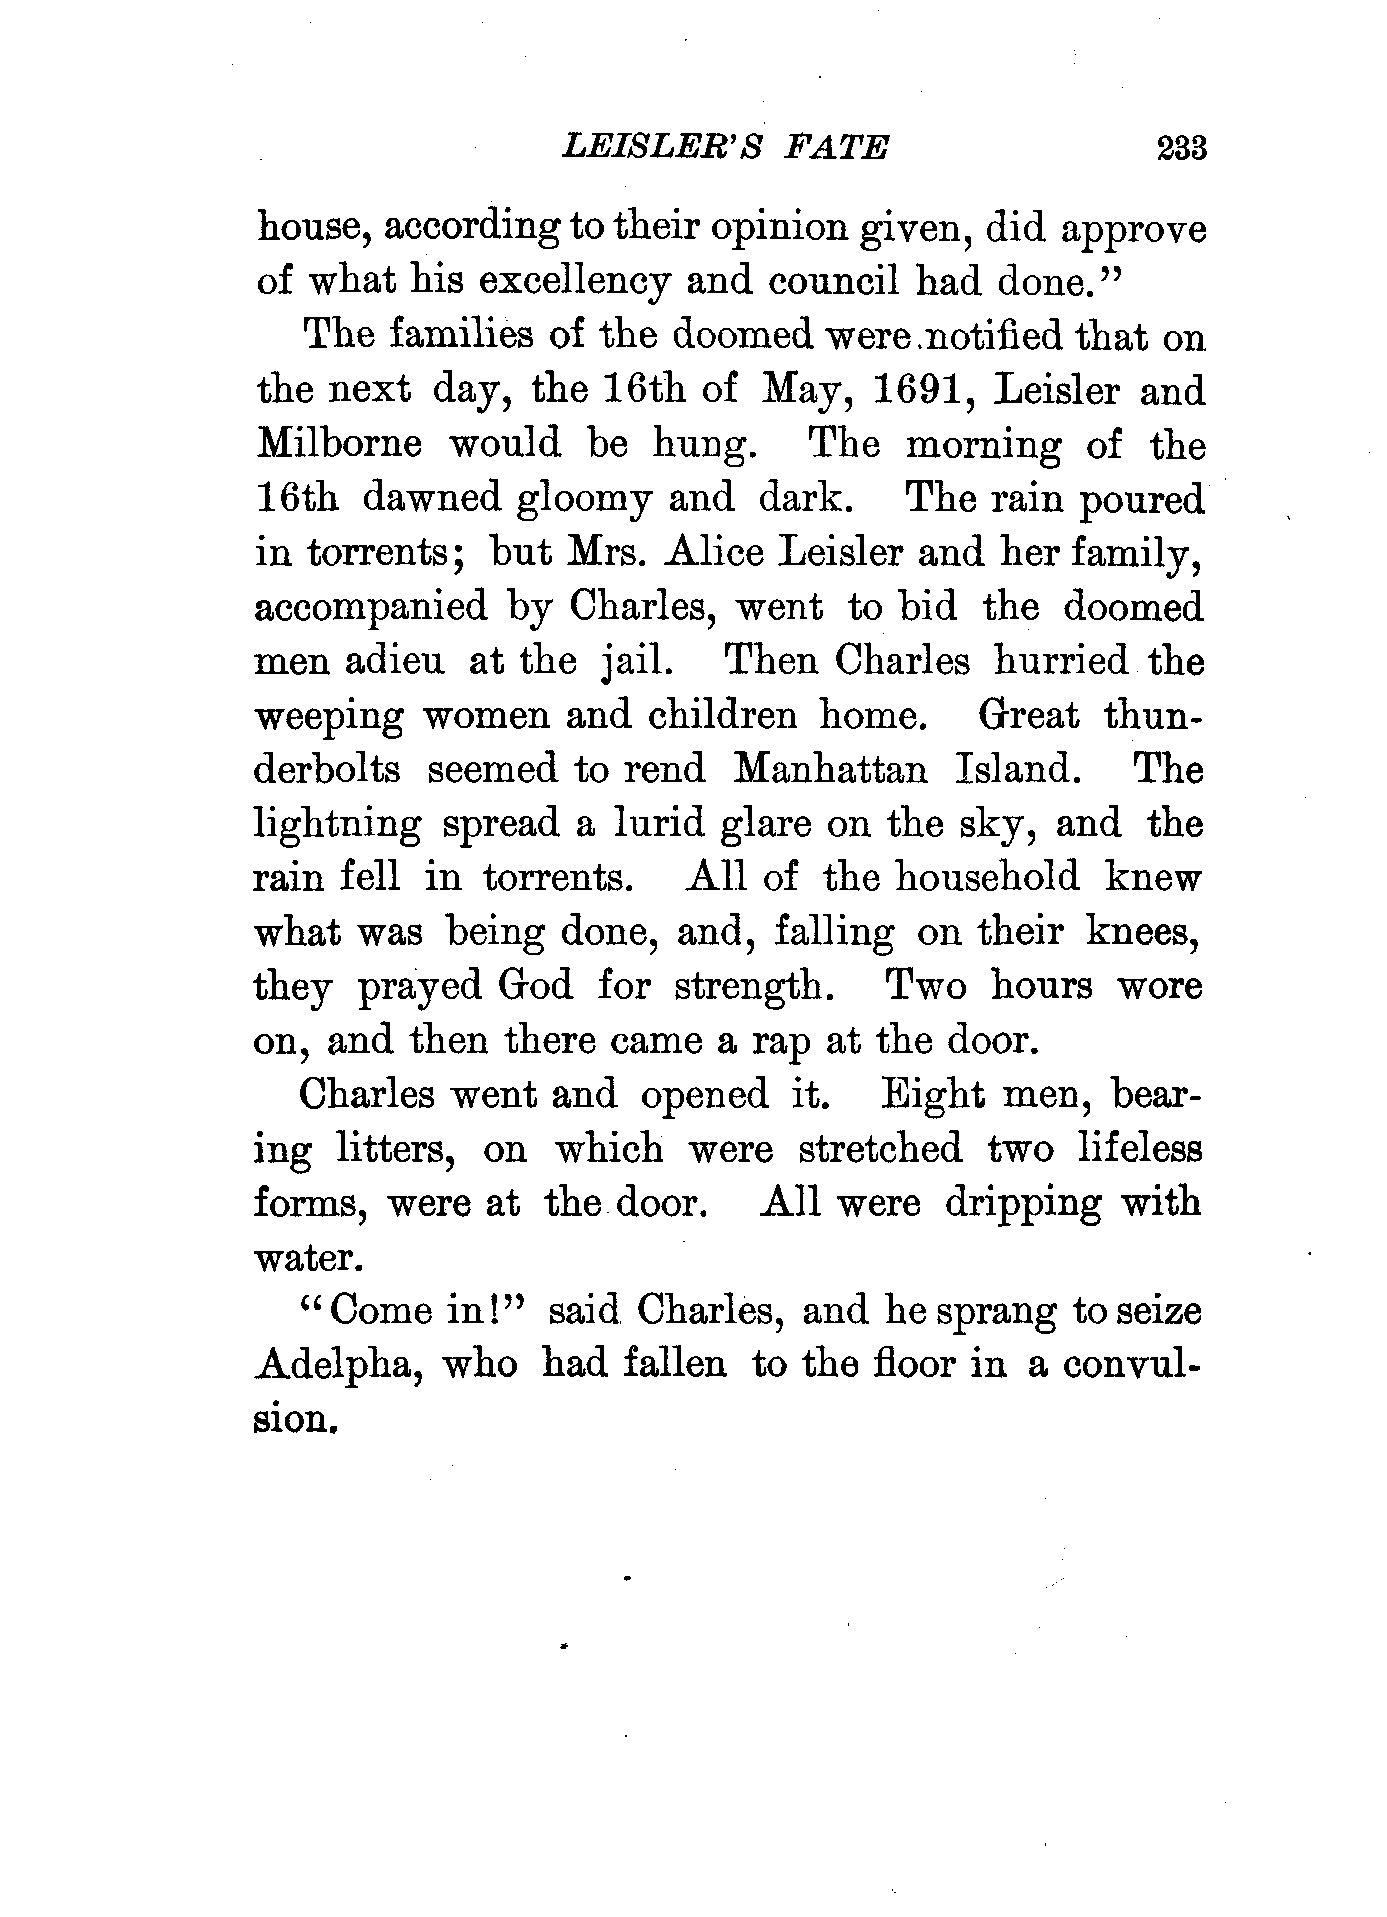 LEISLER'S FATE 233
house, according to their opinion given, did approve
of what his excellency and council had done."
The families of the doomed were notified that on
the next day, the 16th of May, 1691, Leisler and
Milborne would be hung. The morning of the
16th dawned gloomy and dark. The rain poured
in torrents; but Mrs. Alice Leisler and her family,
accompanied by Charles, went to bid the doomed
men adieu at the jail. Then Charles hurried the
weeping women and children home. Great thun-
derbolts seemed to rend Manhattan Island. The
lightning spread a lurid glare on the sky, and the
rain fell in torrents. All of the household knew
what was being done, and, falling on their knees,
they prayed God for strength. Two hours wore
on, and then there came a rap at the door.
Charles went and opened it. Eight men, bear-
ing litters, on which were stretched two lifeless
forms, were at the door. All were dripping with
water.
"Come in!" said Charles, and he sprang to seize
Adelpha, who had fallen to the floor in a convul-
sion.